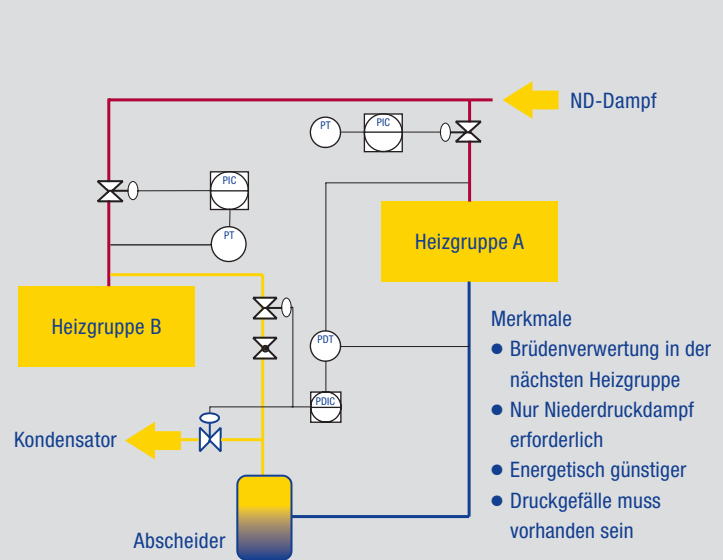 ND-Dampf
PT
PIC
PIC
PT
Heizgruppe A
Heizgruppe B
PDT
PDIC
Kondensator
Abscheider
Merkmale
● Brüdenverwertung in der
nächsten Heizgruppe
● Nur Niederdruckdampf
erforderlich
● Energetisch günstiger
● Druckgefälle muss
vorhanden sein